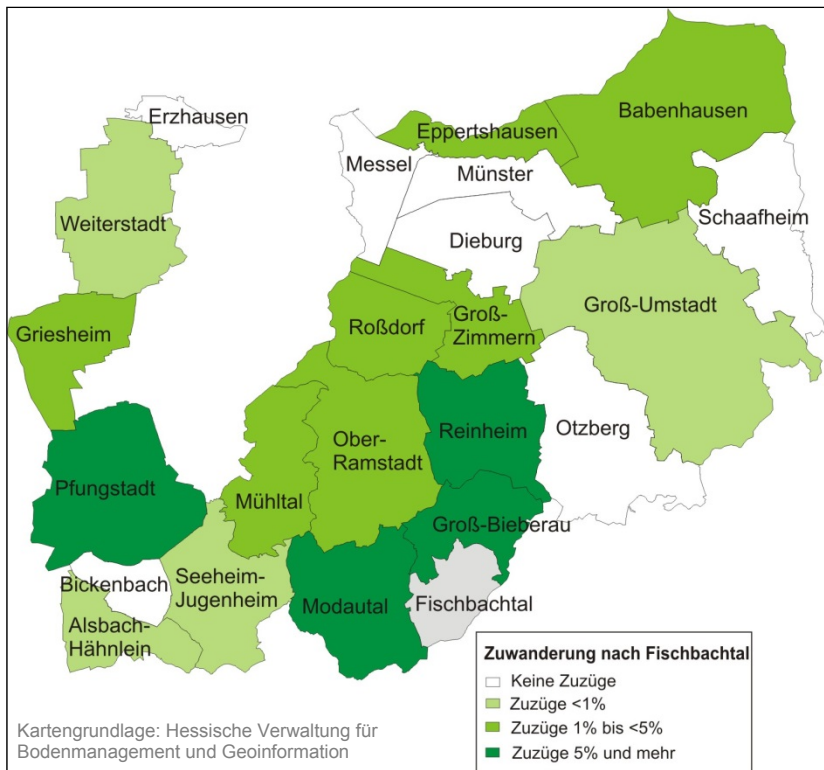 Erzhausen
Babenhausen
Eppertshausen
Messel
Münster
Schaafheim
Weiterstadt
Dieburg
Groß-Umstadt
Griesheim
Roßdorf
Groß-
Zimmern
Otzberg
Reinheim
Ober-
Ramstadt
Pfungstadt
Mühltal
Groß-Bieberau
Bickenbach
Seeheim-
Jugenheim
Modautal
Fischbachtal
Alsbach-
Hähnlein
Zuwanderung nach Fischbachtal
Keine Zuzüge
Zuzüge <1%
Zuzüge 1% bis <5%
Zuzüge 5% und mehr
Kartengrundlage: Hessische Verwaltung für
Bodenmanagement und Geoinformation